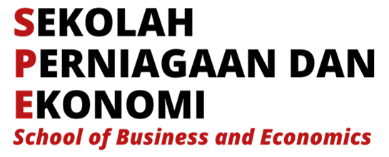 SEKOLAH
PERNIAGAAN DAN
EKONOMI
School of Business and Economics